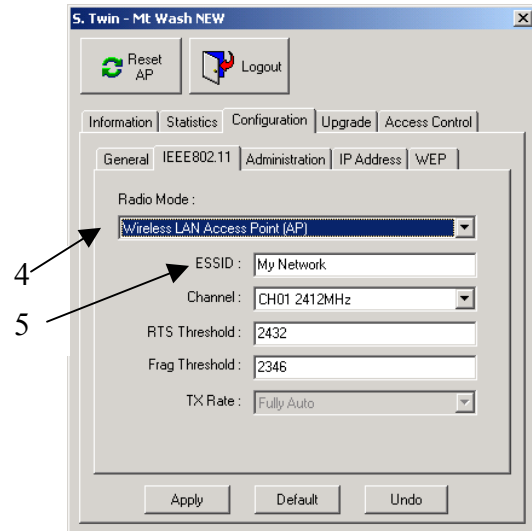 S. Twin - Mt Wash NEW
Reset
AP
Logout
Information Statistics Configuration Upgrade Access Control
General IEEE802.11 Administration IP Address WEP
Radio Mode :
4
Wireless LAN Access Point (AP)
5
ESSID : My Network
Channel : CH01 2412MHz
RTS Threshold : 2432
Frag Threshold : 2346
TX Rate : Fully Auto
Apply Default Undo